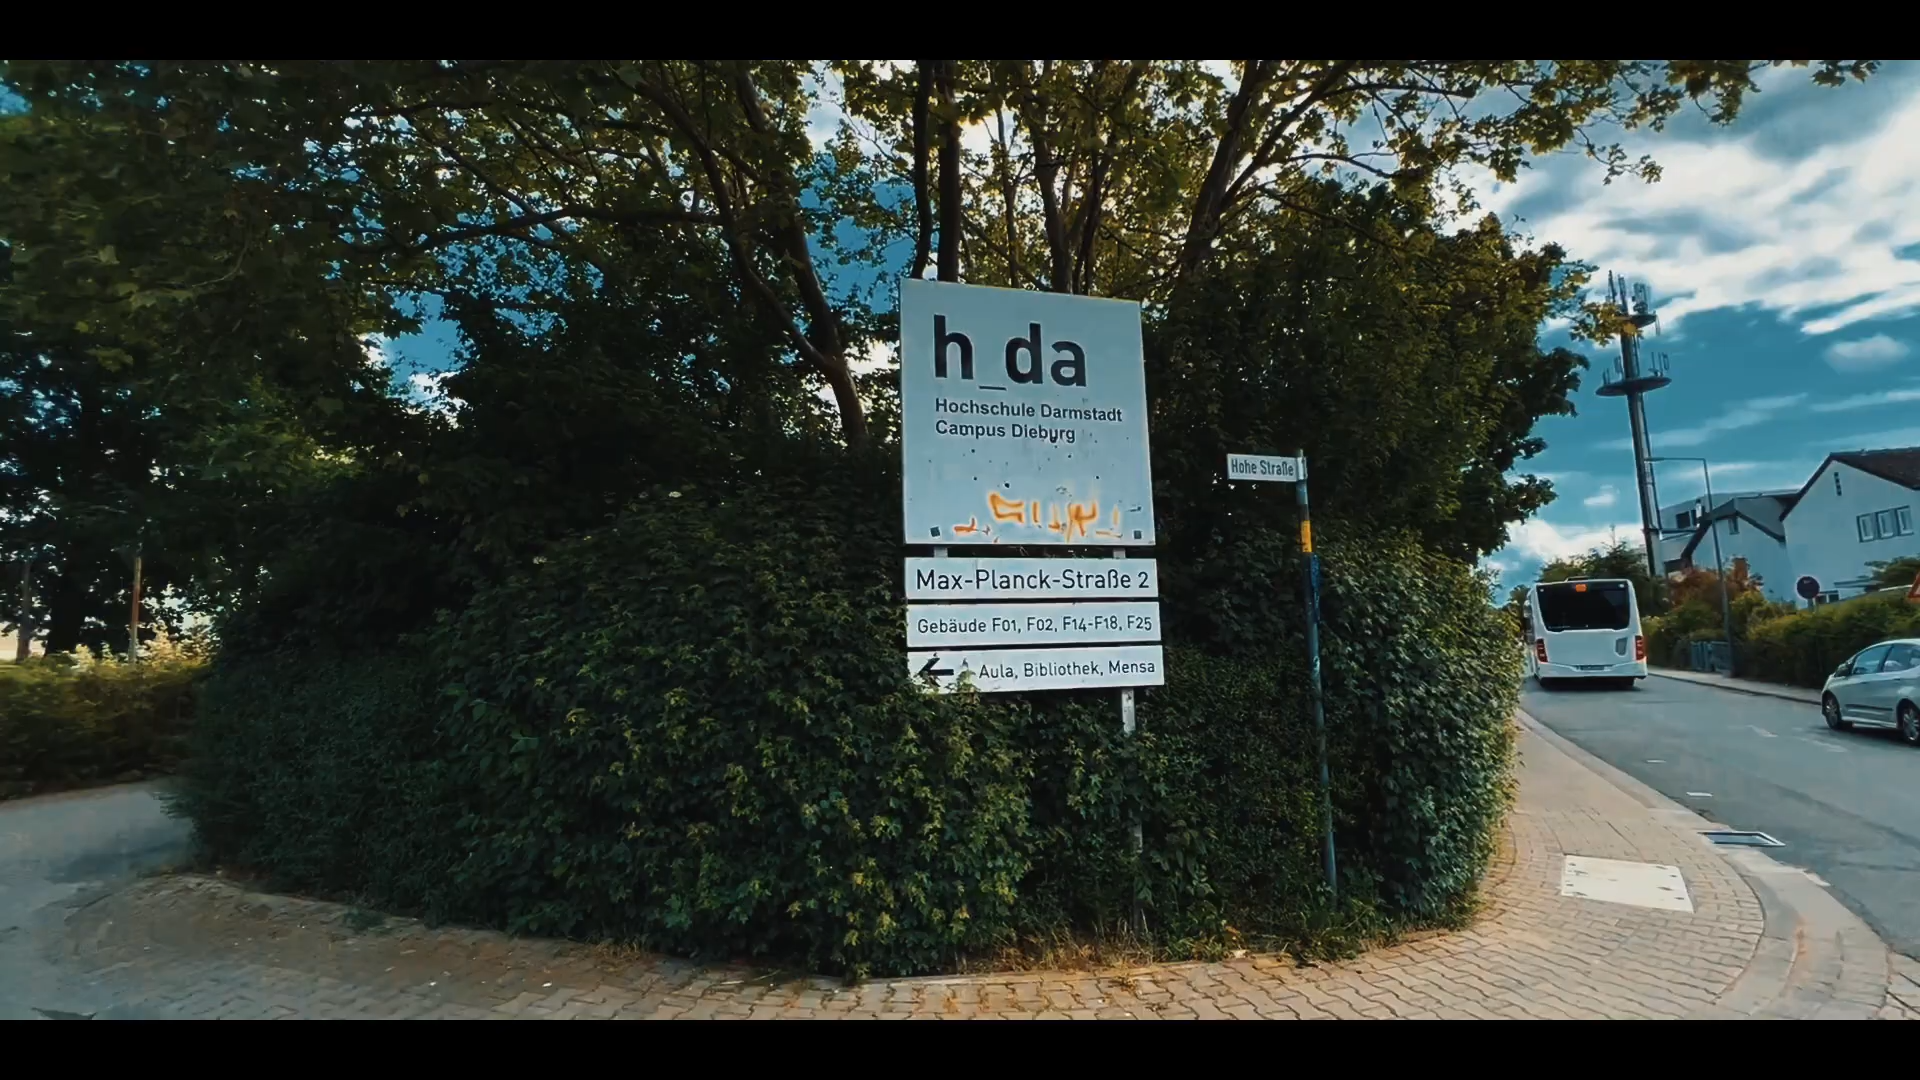 h_da
Hochschule Darmstadt
Campus Dieburg
Hohe Straße
Max-Planck-Straße 2
Gebäude F01, F02, F14-F18, F25
Aula, Bibliothek, Mensa